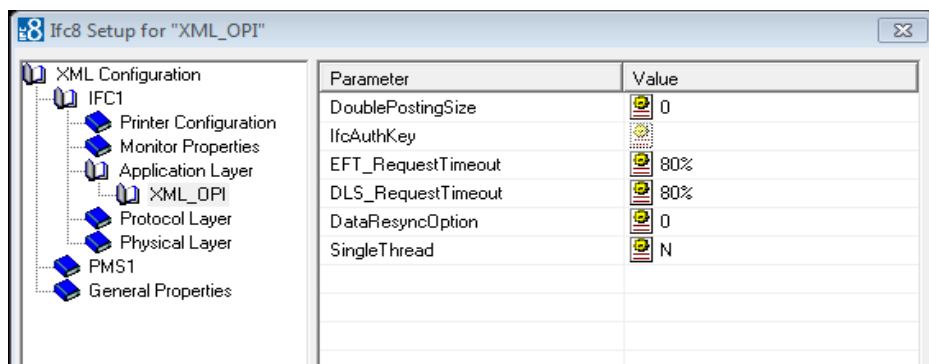 Ifc8 Setup for "XML_OPI"
XML Configuration
IFC1
Printer Configuration
Monitor Properties
Application Layer
XML_OPI
Protocol Layer
Physical Layer
PMS1
General Properties
Parameter Value
DoublePostingSize 0
IfcAuthKey
EFT_RequestTimeout 80%
DLS_RequestTimeout 80%
DataResyncOption 0
SingleThread N